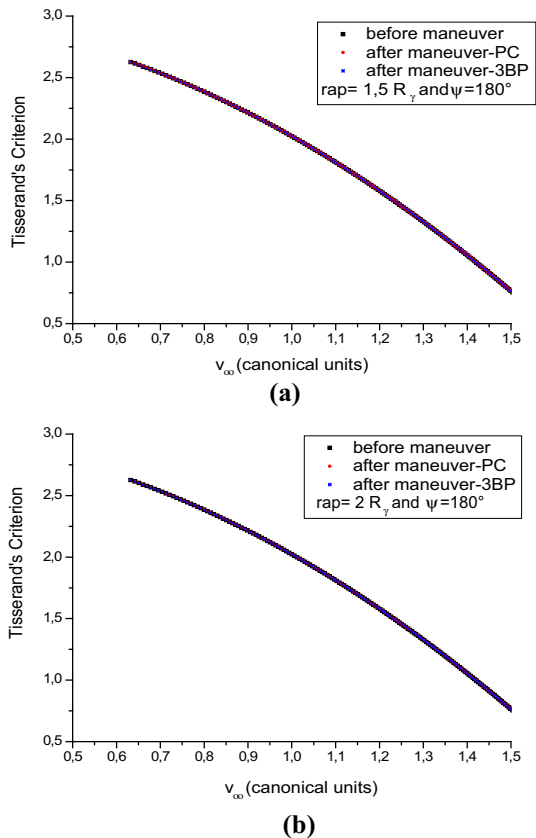 before maneuver
after maneuver-PC
after maneuver-3BP
rap= 1,5 R γ and ψ=180°
Tisserand's Criterion
3,0
2,5
2,0
1,5
1,0
0,5
0,5 0,6 0,7 0,8 0,9 1,0 1,1 1,2 1,3 1,4 1,5
v∞ (canonical units)
(a)
before maneuver
after maneuver-PC
after maneuver-3BP
rap= 2 R γ and ψ=180°
Tisserand's Criterion
3,0
2,5
2,0
1,5
1,0
0,5
0,5 0,6 0,7 0,8 0,9 1,0 1,1 1,2 1,3 1,4 1,5
v∞ (canonical units)
(b)